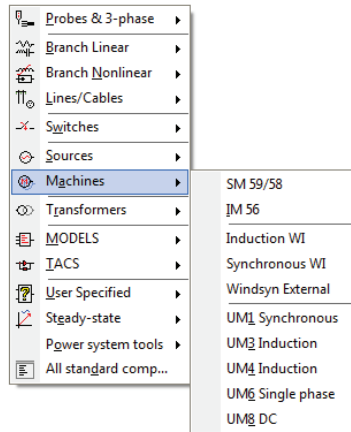 Probes & 3-phase
Branch Linear
Branch Nonlinear
Lines/Cables
Switches
Sources
Machines
Transformers
MODELS
TACS
User Specified
Steady-state
Power system tools
All standard comp...
SM 59/58
IM 56
Induction WI
Synchronous WI
Windsyn External
UM1 Synchronous
UM3 Induction
UM4 Induction
UM6 Single phase
UM8 DC